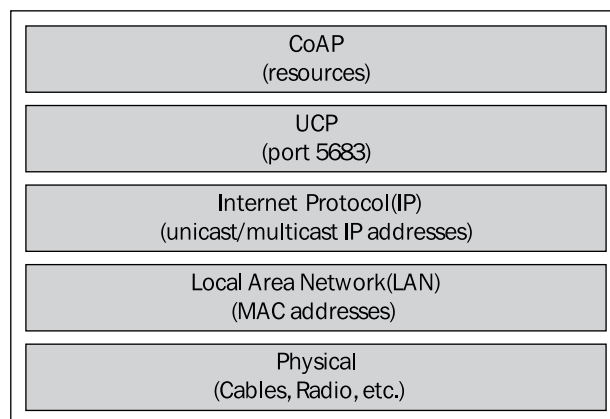 CoAP
(resources)
UCP
(port 5683)
Internet Protocol(IP)
(unicast/multicast IP addresses)
Local Area Network(LAN)
(MAC addresses)
Physical
(Cables, Radio, etc.)